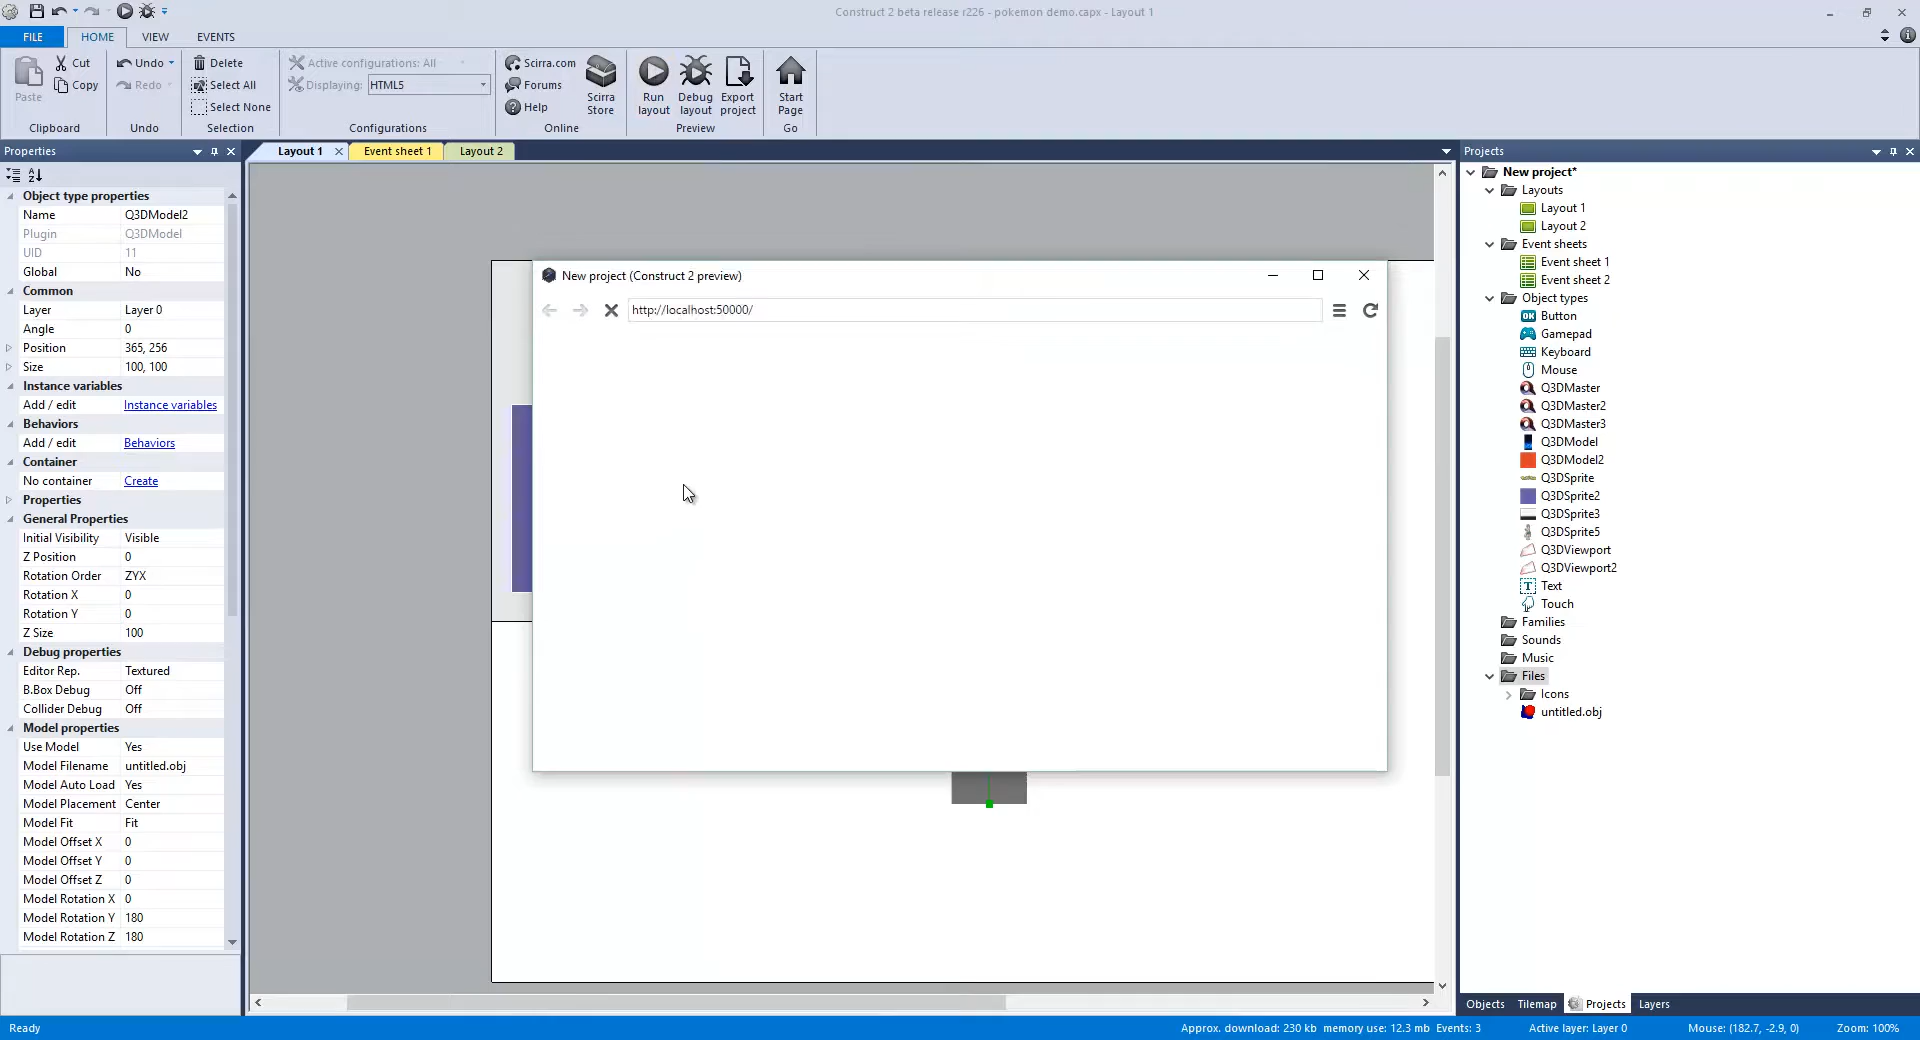 Construct 2 beta release r226 - pokemon demo.capx - Layout 1
FILE HOME VIEW EVENTS
Paste
Cut
Copy
Clipboard
Undo
Redo
Undo
Delete
Select All
Select None
Selection
Active configurations: All
Displaying: HTML5
Configurations
Scirra.com
Forums
Help
Scirra Store
Online
Run layout
Debug layout
Export project
Preview
Start Page
Go
Properties
Layout 1 Event sheet 1 Layout 2
Projects
Object type properties
Name Q3DModel2
Plugin Q3DModel
UID 11
Global No
Common
Layer Layer 0
Angle 0
Position 365, 256
Size 100, 100
Instance variables
Add / edit Instance variables
Behaviors
Add / edit Behaviors
Container
No container Create
Properties
General Properties
Initial Visibility Visible
Z Position 0
Rotation Order ZYX
Rotation X 0
Rotation Y 0
Z Size 100
Debug properties
Editor Rep. Textured
B.Box Debug Off
Collider Debug Off
Model properties
Use Model Yes
Model Filename untitled.obj
Model Auto Load Yes
Model Placement Center
Model Fit Fit
Model Offset X 0
Model Offset Y 0
Model Offset Z 0
Model Rotation X 0
Model Rotation Y 180
Model Rotation Z 180
New project (Construct 2 preview)
http://localhost:50000/
New project*
Layouts
Layout 1
Layout 2
Event sheets
Event sheet 1
Event sheet 2
Object types
OK Button
Gamepad
Keyboard
Mouse
Q3DMaster
Q3DMaster2
Q3DMaster3
Q3DModel
Q3DModel2
Q3DSprite
Q3DSprite2
Q3DSprite3
Q3DSprite5
Q3DViewport
Q3DViewport2
T Text
Touch
Families
Sounds
Music
Files
Icons
untitled.obj
Objects Tilemap Projects Layers
Ready
Approx. download: 230 kb memory use: 12.3 mb Events: 3 Active layer: Layer 0 Mouse: (182.7, -2.9, 0) Zoom: 100%